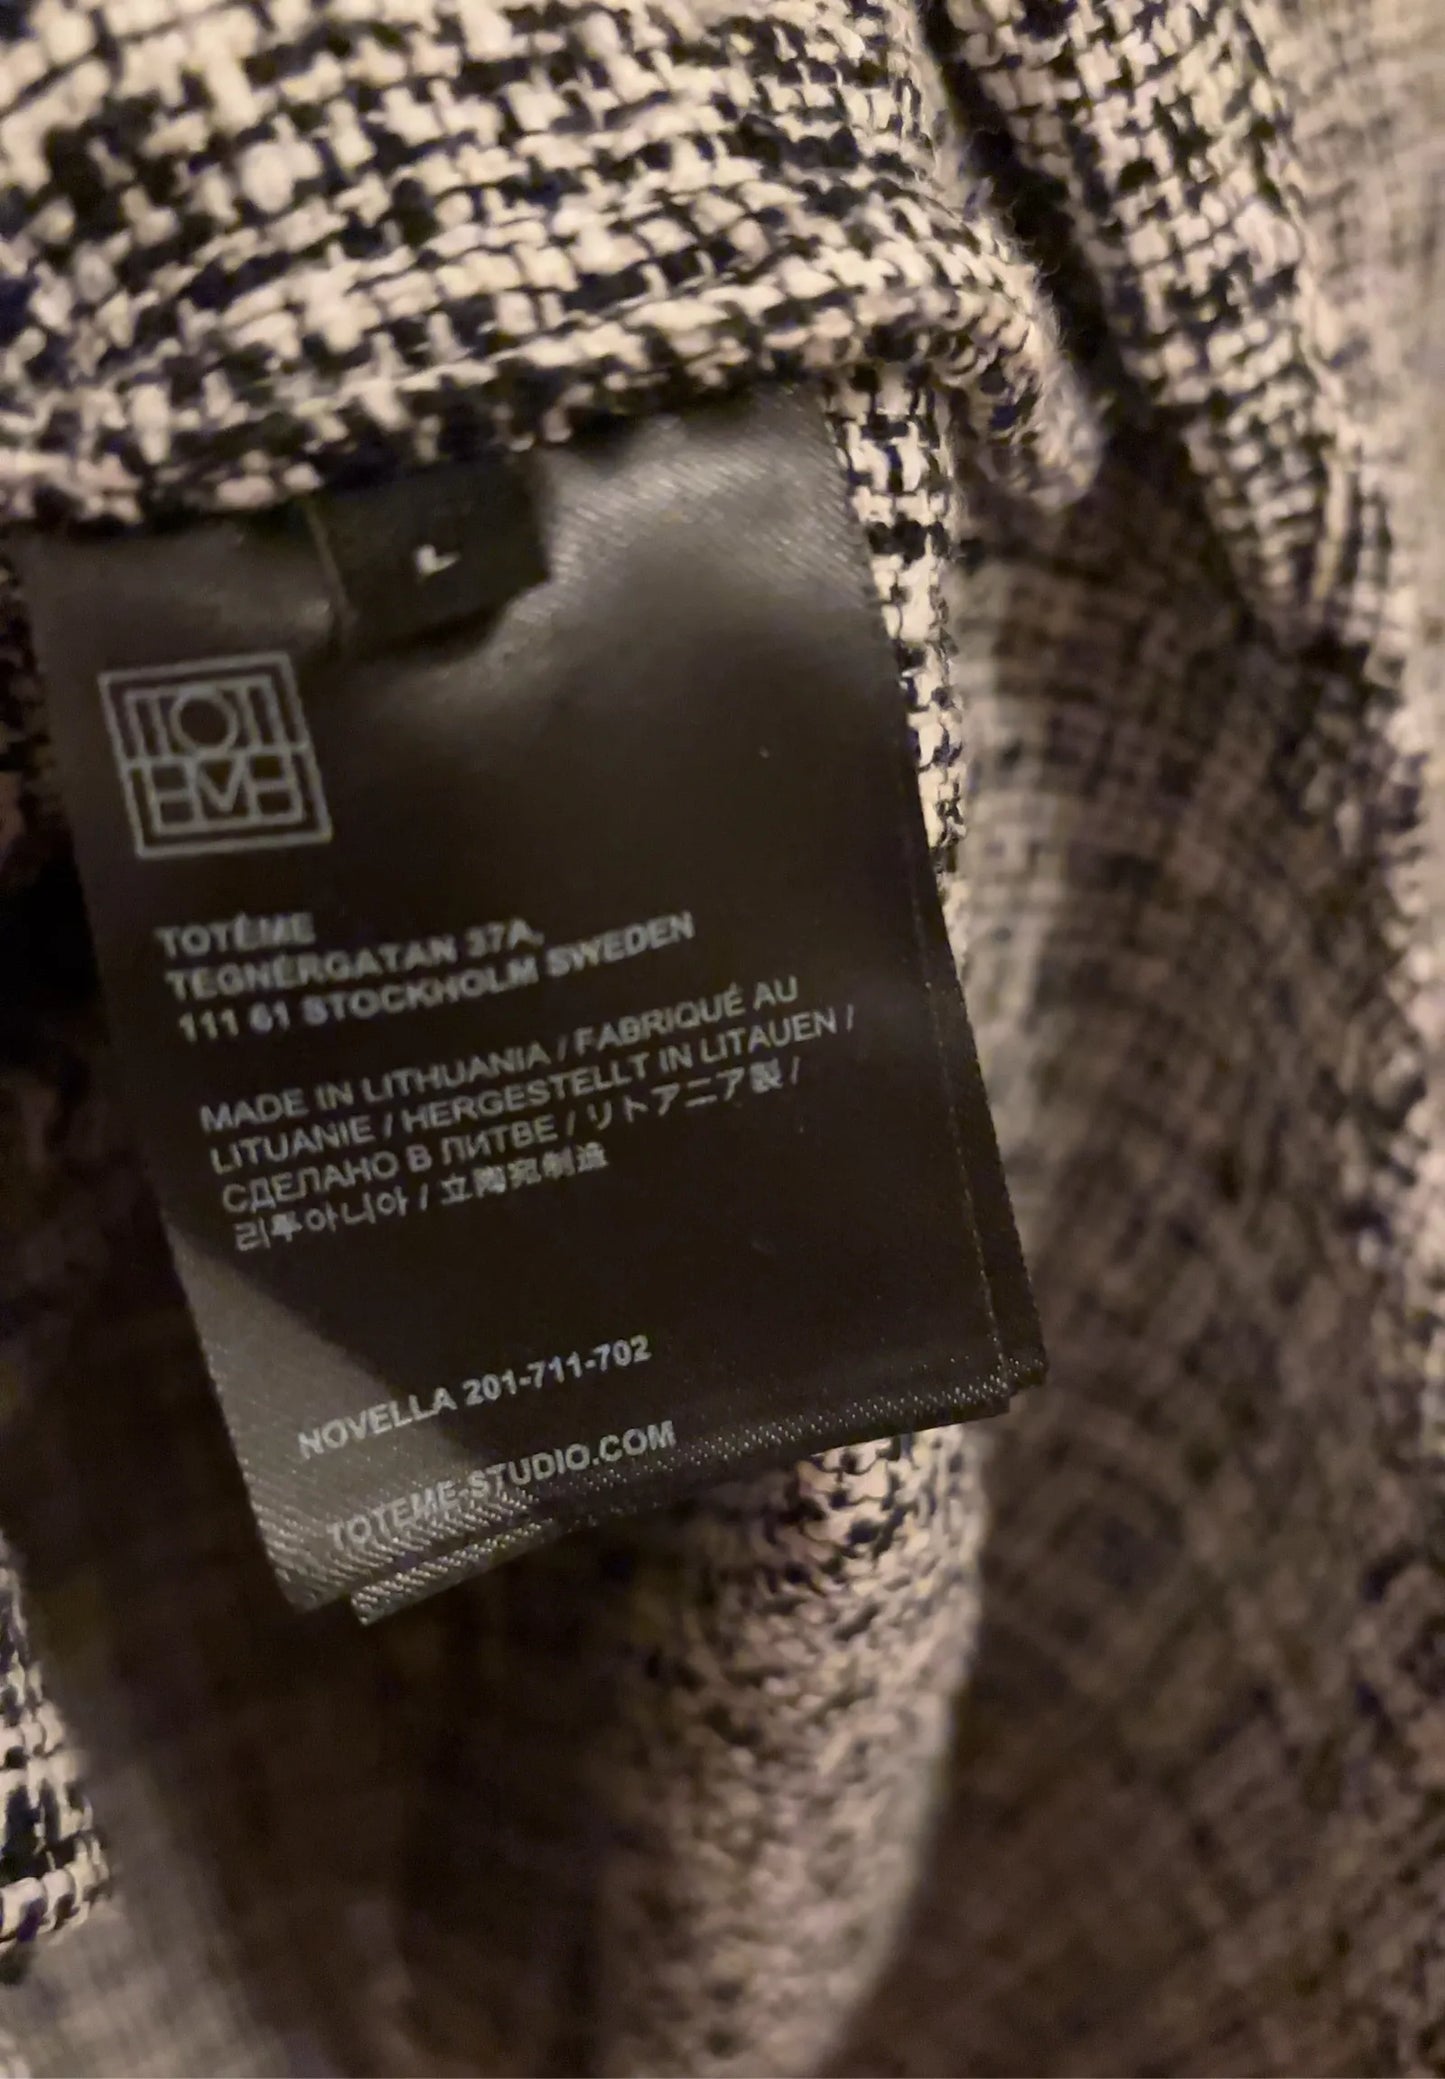 L
TOTÊME
TOTÊME
TEGNÉRGATAN 37A,
111 61 STOCKHOLM SWEDEN
MADE IN LITHUANIA / FABRIQUÉ AU
LITUANIE / HERGESTELLT IN LITAUEN /
СДЕЛАНО В ЛИТВЕ / リトアニア製 /
리투아니아 / 立陶宛制造
NOVELLA 201-711-702
TOTEME-STUDIO.COM